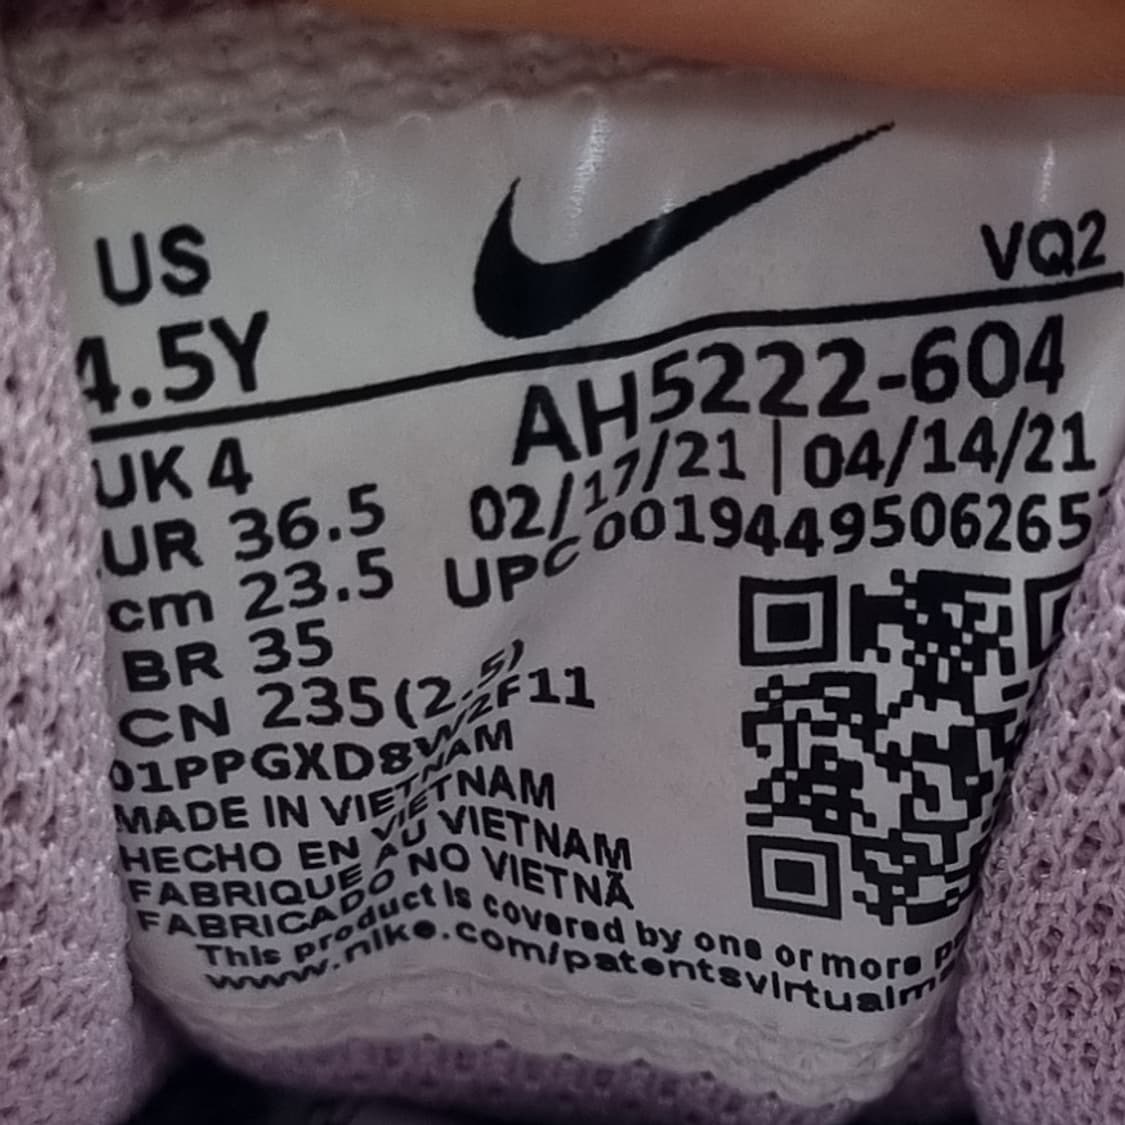 US
4.5Y
VQ2
UK 4
UR 36.5
cm 23.5
BR 35
CN 235(2.5)
AH5222-604
02/17/21 | 04/14/21
UPC 00194499506265
01PPGXD8VV2F11
MADE IN VIETNAM
HECHO EN VIETNAM
FABRIQUE AU VIETNAM
FABRICADO NO VIETNÃ
This product is covered by one or more p
www.nike.com/patentsvirtualm